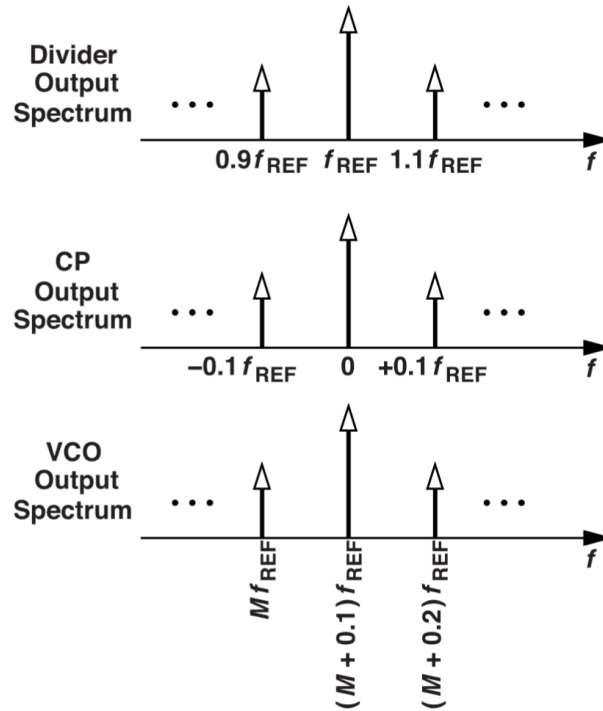 Divider
Output
Spectrum
... ...
0.9 f REF f REF 1.1 f REF f
CP
Output
Spectrum
... ...
−0.1 f REF 0 +0.1 f REF f
VCO
Output
Spectrum
... ...
f
M f REF
(M + 0.1) f REF
(M + 0.2) f REF